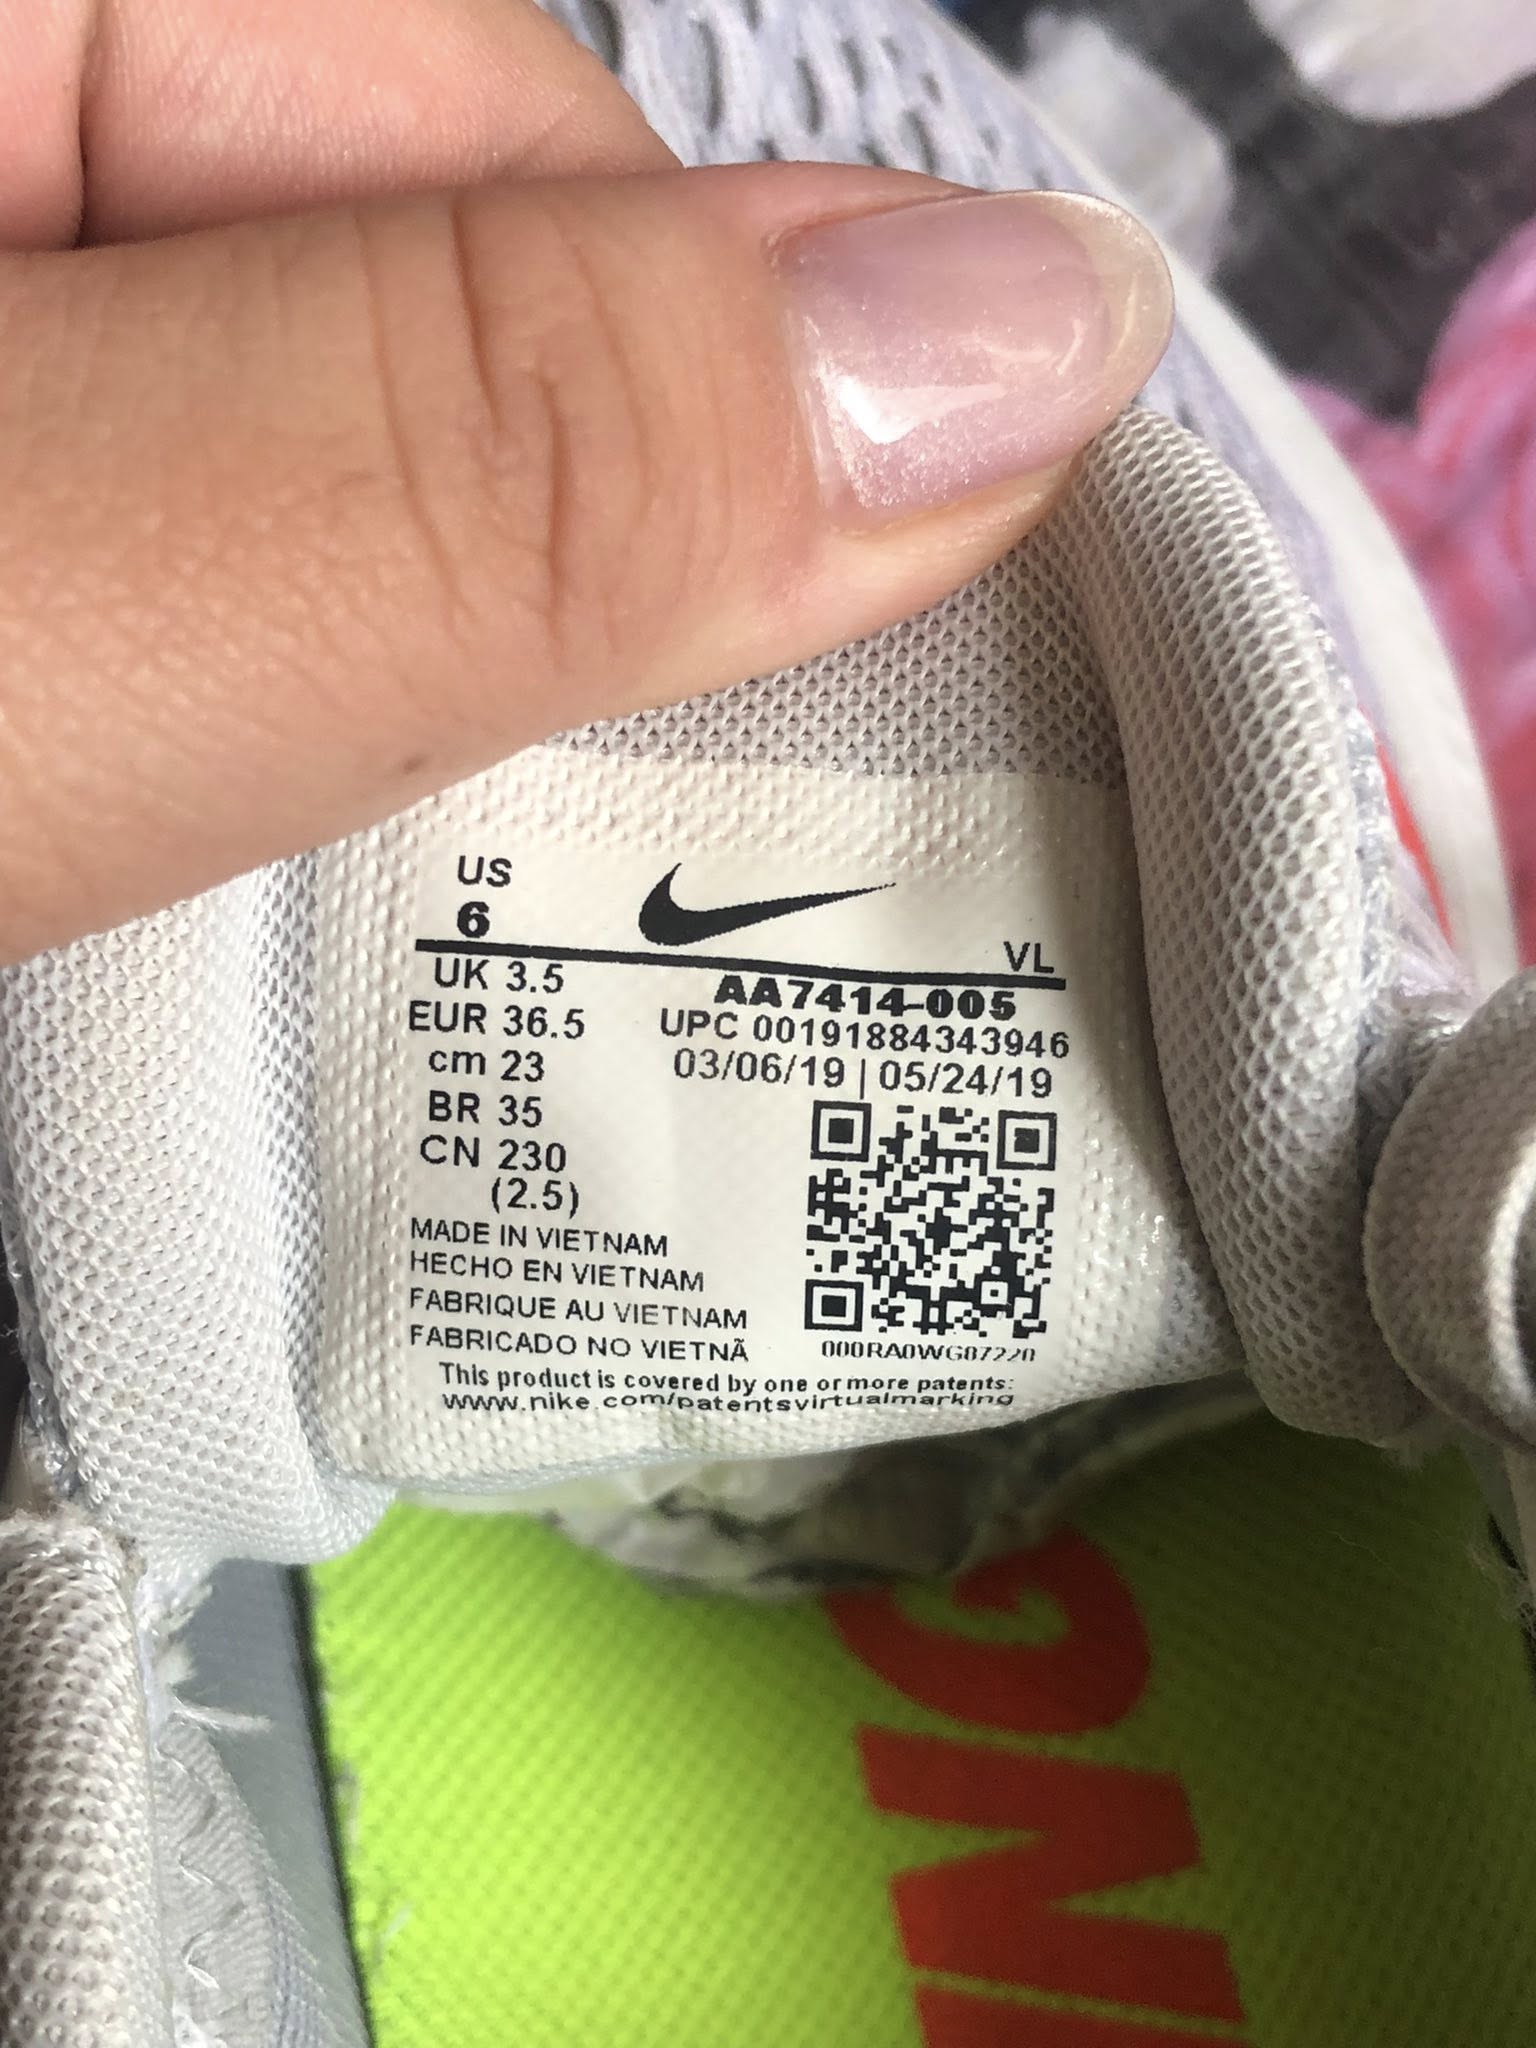 US
6
VL
UK 3.5
AA7414-005
EUR 36.5
UPC 00191884343946
cm 23
03/06/19 | 05/24/19
BR 35
CN 230
(2.5)
MADE IN VIETNAM
HECHO EN VIETNAM
FABRIQUE AU VIETNAM
FABRICADO NO VIETNÃ
000RA0WG87220
This product is covered by one or more patents:
www.nike.com/patentsvirtualmarking